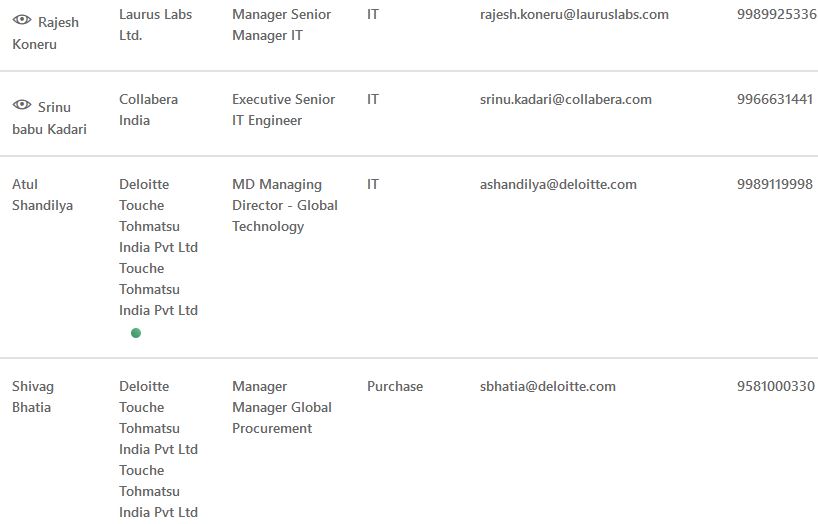 Rajesh Koneru Laurus Labs Ltd. Manager Senior Manager IT IT rajesh.koneru@lauruslabs.com 9989925336
Srinu babu Kadari Collabera India Executive Senior IT Engineer IT srinu.kadari@collabera.com 9966631441
Atul Shandilya Deloitte Touche Tohmatsu India Pvt Ltd Touche Tohmatsu India Pvt Ltd MD Managing Director - Global Technology IT ashandilya@deloitte.com 9989119998
Shivag Bhatia Deloitte Touche Tohmatsu India Pvt Ltd Touche Tohmatsu India Pvt Ltd Manager Manager Global Procurement Purchase sbhatia@deloitte.com 9581000330